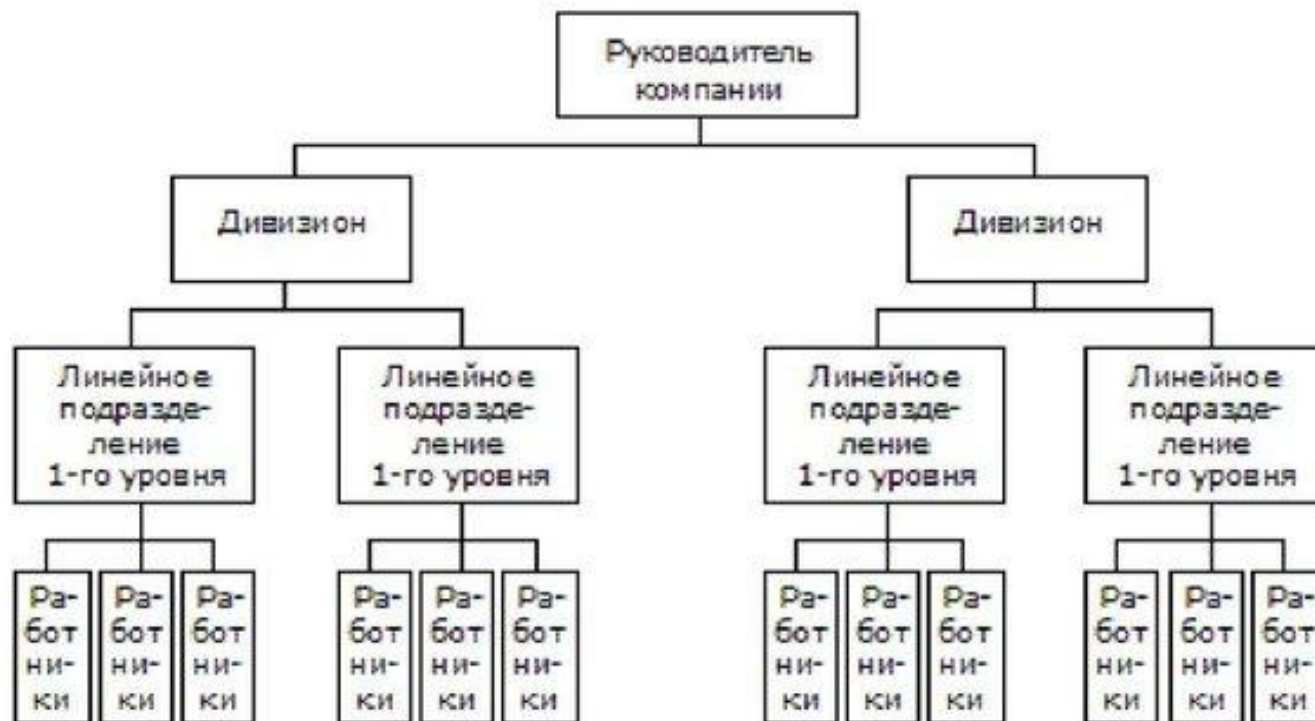 Руководитель
компании
Дивизион
Дивизион
Линейное
подразде-
ление
1-го уровня
Линейное
подразде-
ление
1-го уровня
Линейное
подразде-
ление
1-го уровня
Линейное
подразде-
ление
1-го уровня
Ра-
бот
ни-
ки
Ра-
бот
ни-
ки
Ра-
бот
ни-
ки
Ра-
бот
ни-
ки
Ра-
бот
ни-
ки
Ра-
бот
ни-
ки
Ра-
бот
ни-
ки
Ра-
бот
ни-
ки
Ра-
бот
ни-
ки
Ра-
бот
ни-
ки
Ра-
бот
ни-
ки
Ра-
бот
ни-
ки